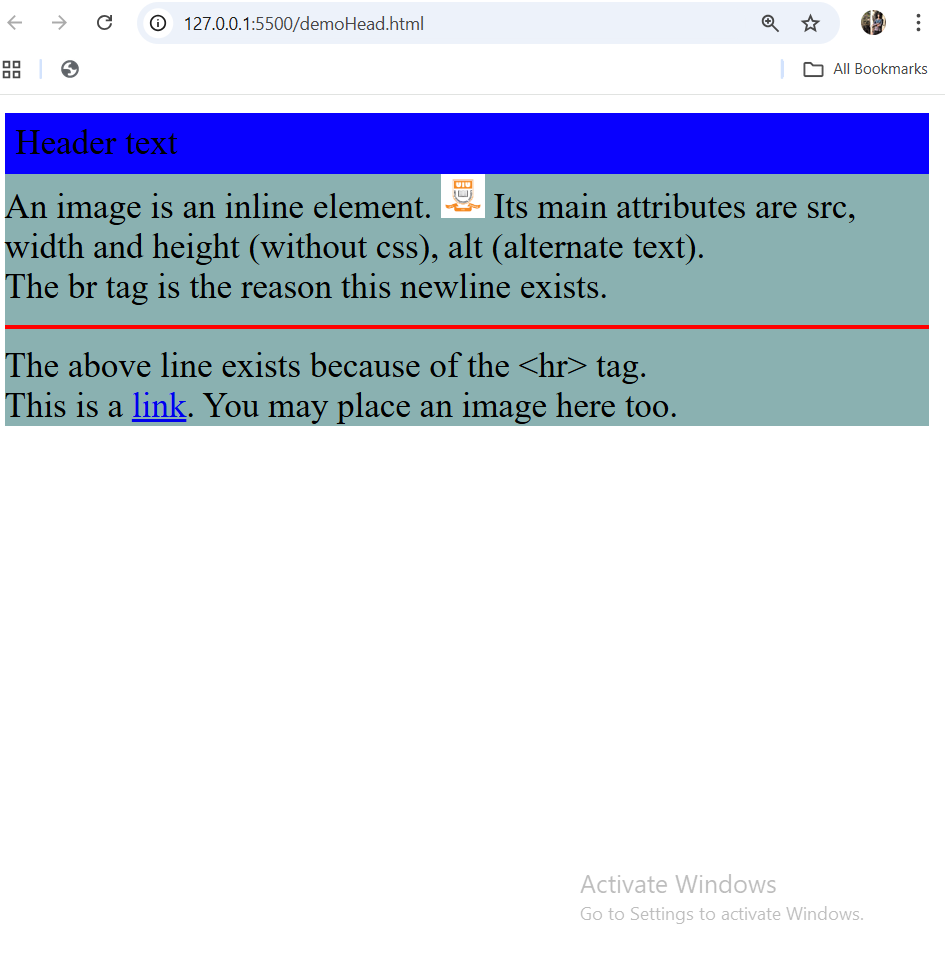 127.0.0.1:5500/demoHead.html
All Bookmarks
Header text
An image is an inline element. Its main attributes are src,
width and height (without css), alt (alternate text).
The br tag is the reason this newline exists.
The above line exists because of the <hr> tag.
This is a link. You may place an image here too.
Activate Windows
Go to Settings to activate Windows.